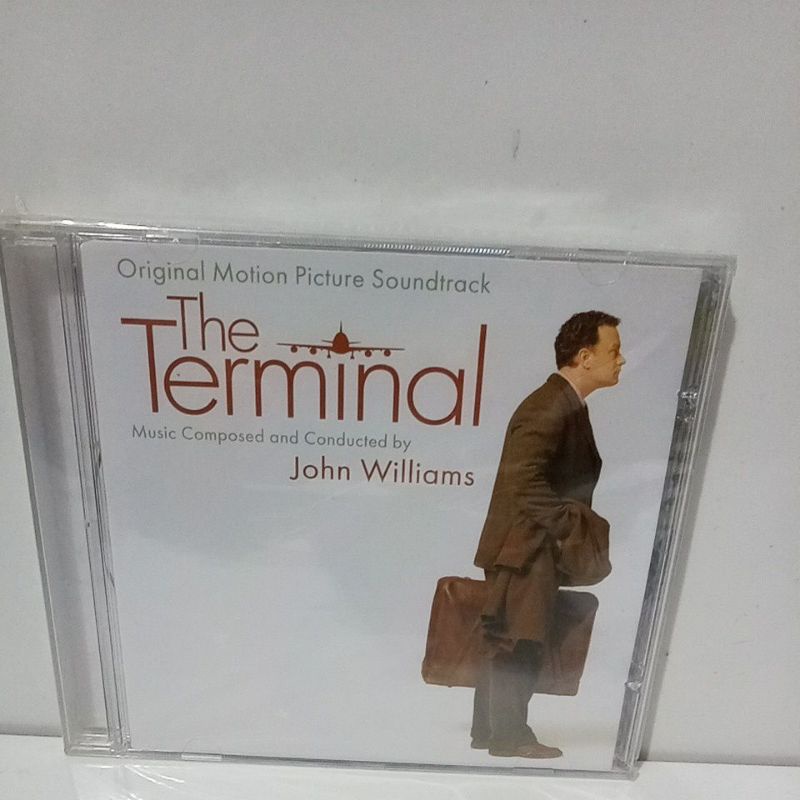 Original Motion Picture Soundtrack
The
Terminal
Music Composed and Conducted by
John Williams